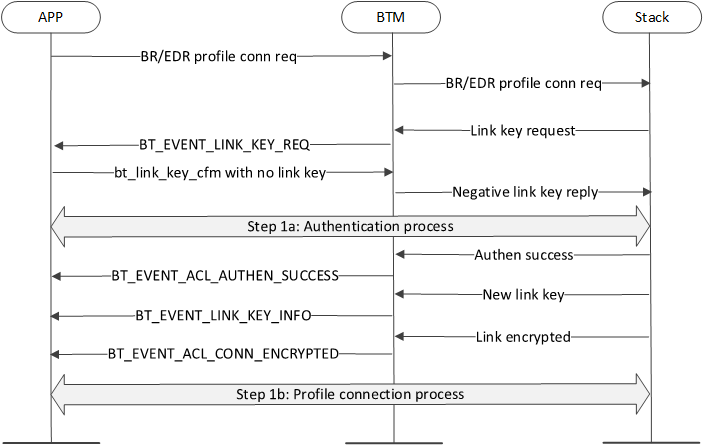 APP
BTM
Stack
BR/EDR profile conn req
BR/EDR profile conn req
Link key request
BT_EVENT_LINK_KEY_REQ
bt_link_key_cfm with no link key
Negative link key reply
Step 1a: Authentication process
Authen success
BT_EVENT_ACL_AUTHEN_SUCCESS
New link key
BT_EVENT_LINK_KEY_INFO
Link encrypted
BT_EVENT_ACL_CONN_ENCRYPTED
Step 1b: Profile connection process